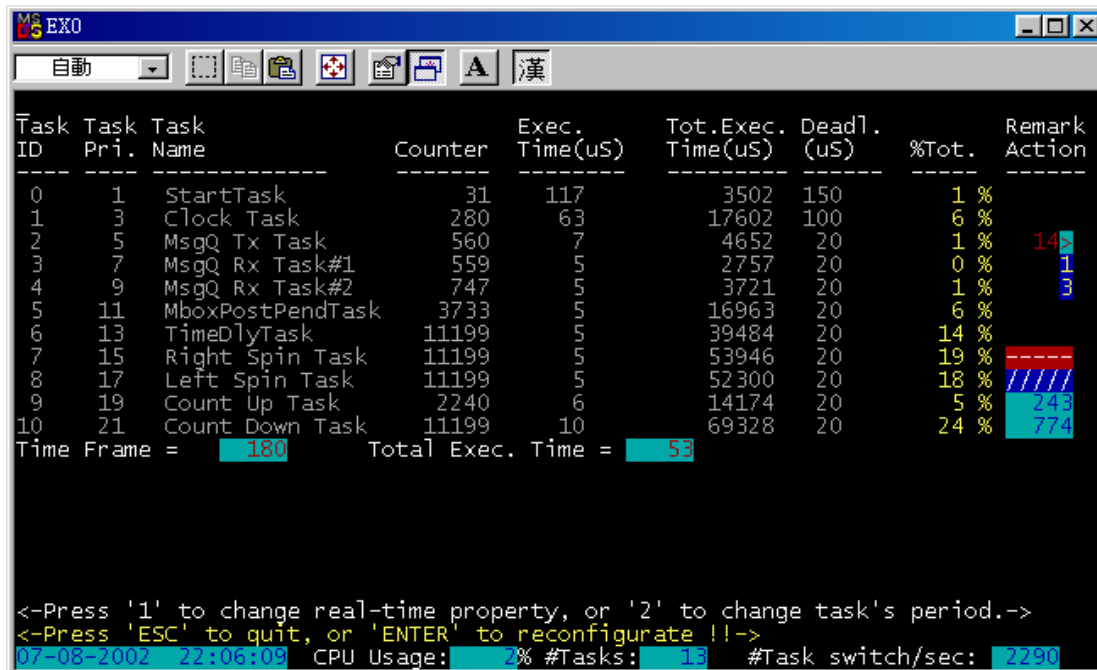 MS DOS EXO
自動 A 漢
Task Task Task Exec. Tot.Exec. Deadl. Remark
ID Pri. Name Counter Time(uS) Time(uS) (uS) %Tot. Action
---- ---- ------------- ------- -------- --------- ------ ----- ------
0 1 StartTask 31 117 3502 150 1 %
1 3 Clock Task 280 63 17602 100 6 %
2 5 MsgQ Tx Task 560 7 4652 20 1 % 14>
3 7 MsgQ Rx Task#1 559 5 2757 20 0 % 1
4 9 MsgQ Rx Task#2 747 5 3721 20 1 % 3
5 11 MboxPostPendTask 3733 5 16963 20 6 %
6 13 TimeDlyTask 11199 5 39484 20 14 %
7 15 Right Spin Task 11199 5 53946 20 19 % -----
8 17 Left Spin Task 11199 5 52300 20 18 % /////
9 19 Count Up Task 2240 6 14174 20 5 % 243
10 21 Count Down Task 11199 10 69328 20 24 % 774
Time Frame = 180 Total Exec. Time = 53
<-Press '1' to change real-time property, or '2' to change task's period.->
<-Press 'ESC' to quit, or 'ENTER' to reconfigurate !!->
07-08-2002 22:06:09 CPU Usage: 2% #Tasks: 13 #Task switch/sec: 2290